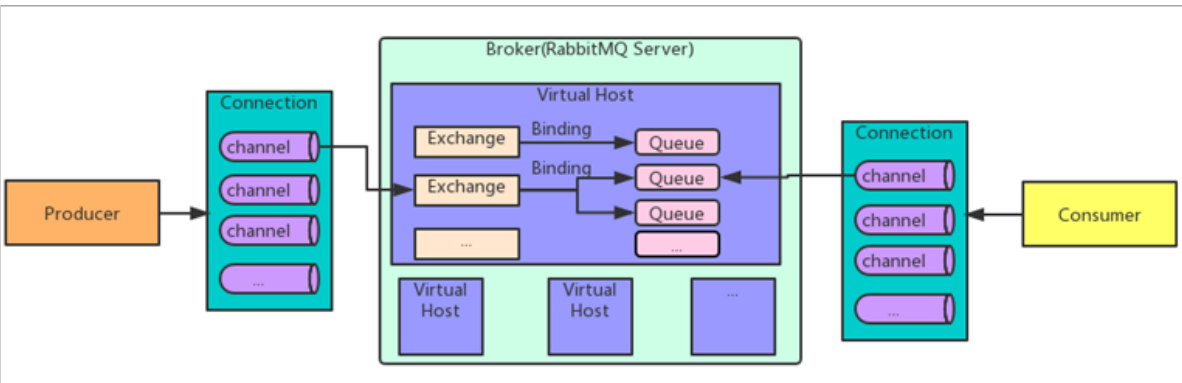 Broker(RabbitMQ Server)
Virtual Host
Connection
channel
channel
channel
...
Producer
Exchange
Binding
Queue
Exchange
Binding
Queue
Queue
...
...
Virtual
Host
Virtual
Host
...
Connection
channel
channel
channel
...
Consumer